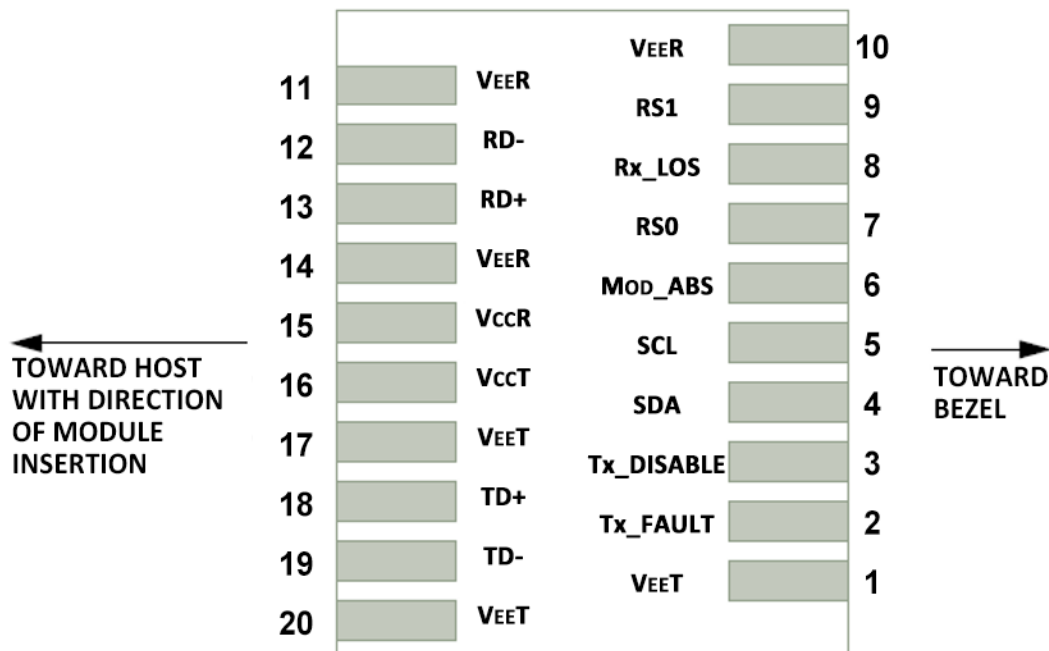 VEER 10
11 VEER
RS1 9
12 RD-
Rx_LOS 8
13 RD+
RS0 7
14 VEER
MOD_ABS 6
15 VCCR
SCL 5
16 VCCT
SDA 4
17 VEET
Tx_DISABLE 3
18 TD+
Tx_FAULT 2
19 TD-
VEET 1
20 VEET
TOWARD HOST
WITH DIRECTION
OF MODULE
INSERTION
TOWARD
BEZEL